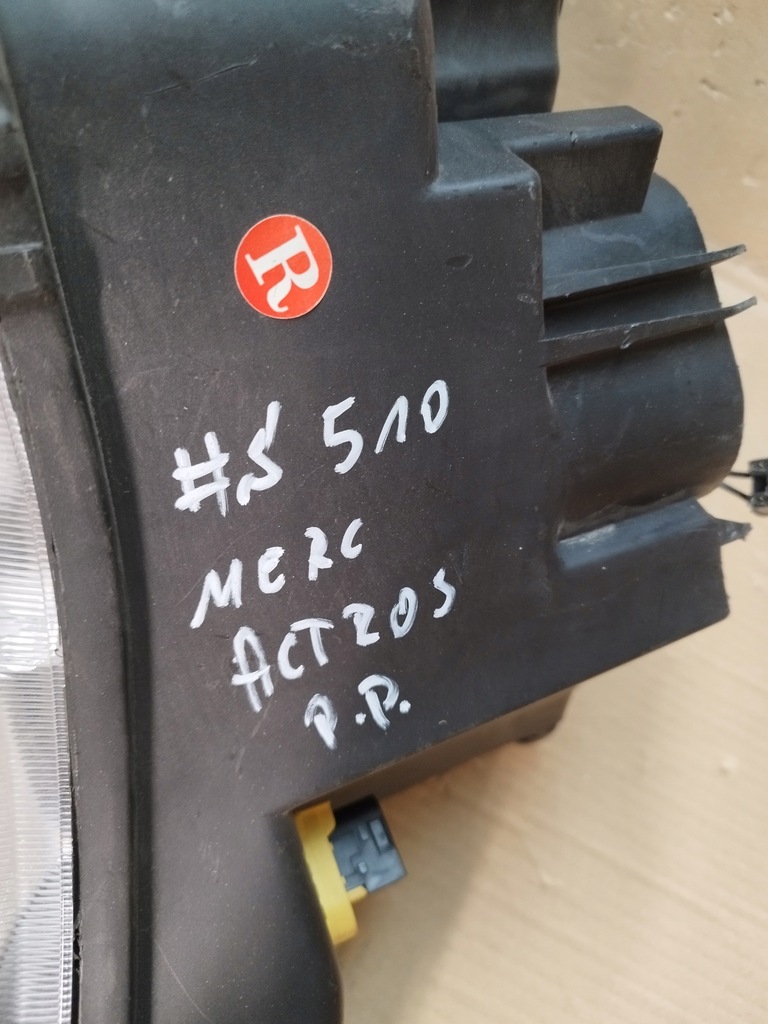 R
#S 510
MERC
ACTROS
P.P.